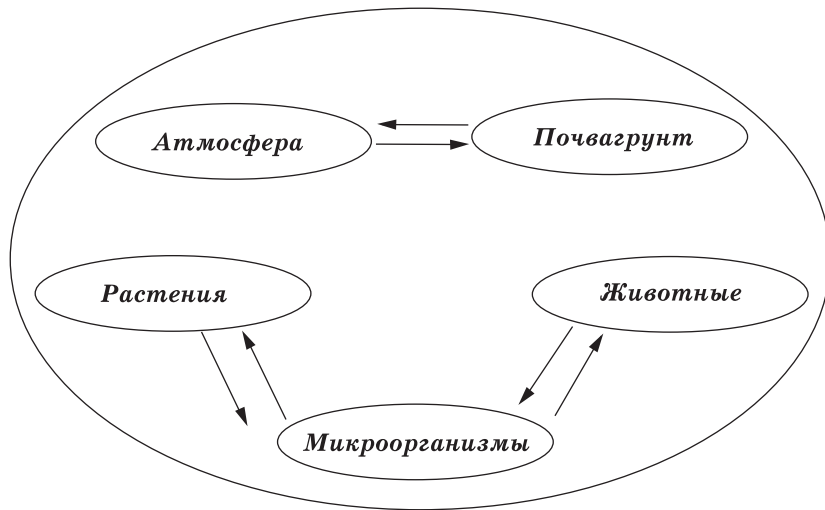 Атмосфера
Почвагрунт
Растения
Животные
Микроорганизмы